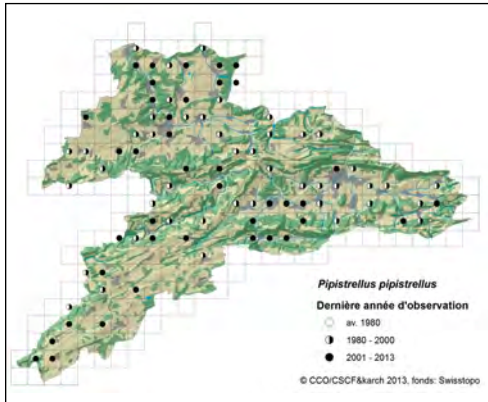 Pipistrellus pipistrellus
Dernière année d'observation
av. 1980
1980 - 2000
2001 - 2013
© CCO/CSCF&karch 2013, fonds: Swisstopo